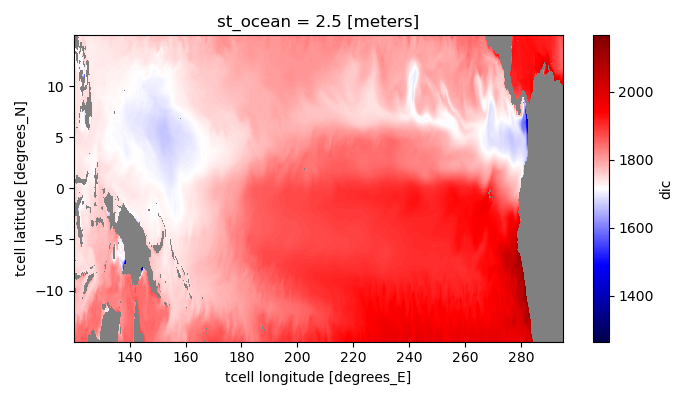 st_ocean = 2.5 [meters]
10
5
0
−5
−10
tcell latitude [degrees_N]
140 160 180 200 220 240 260 280
tcell longitude [degrees_E]
2000
1800
1600
1400
dic